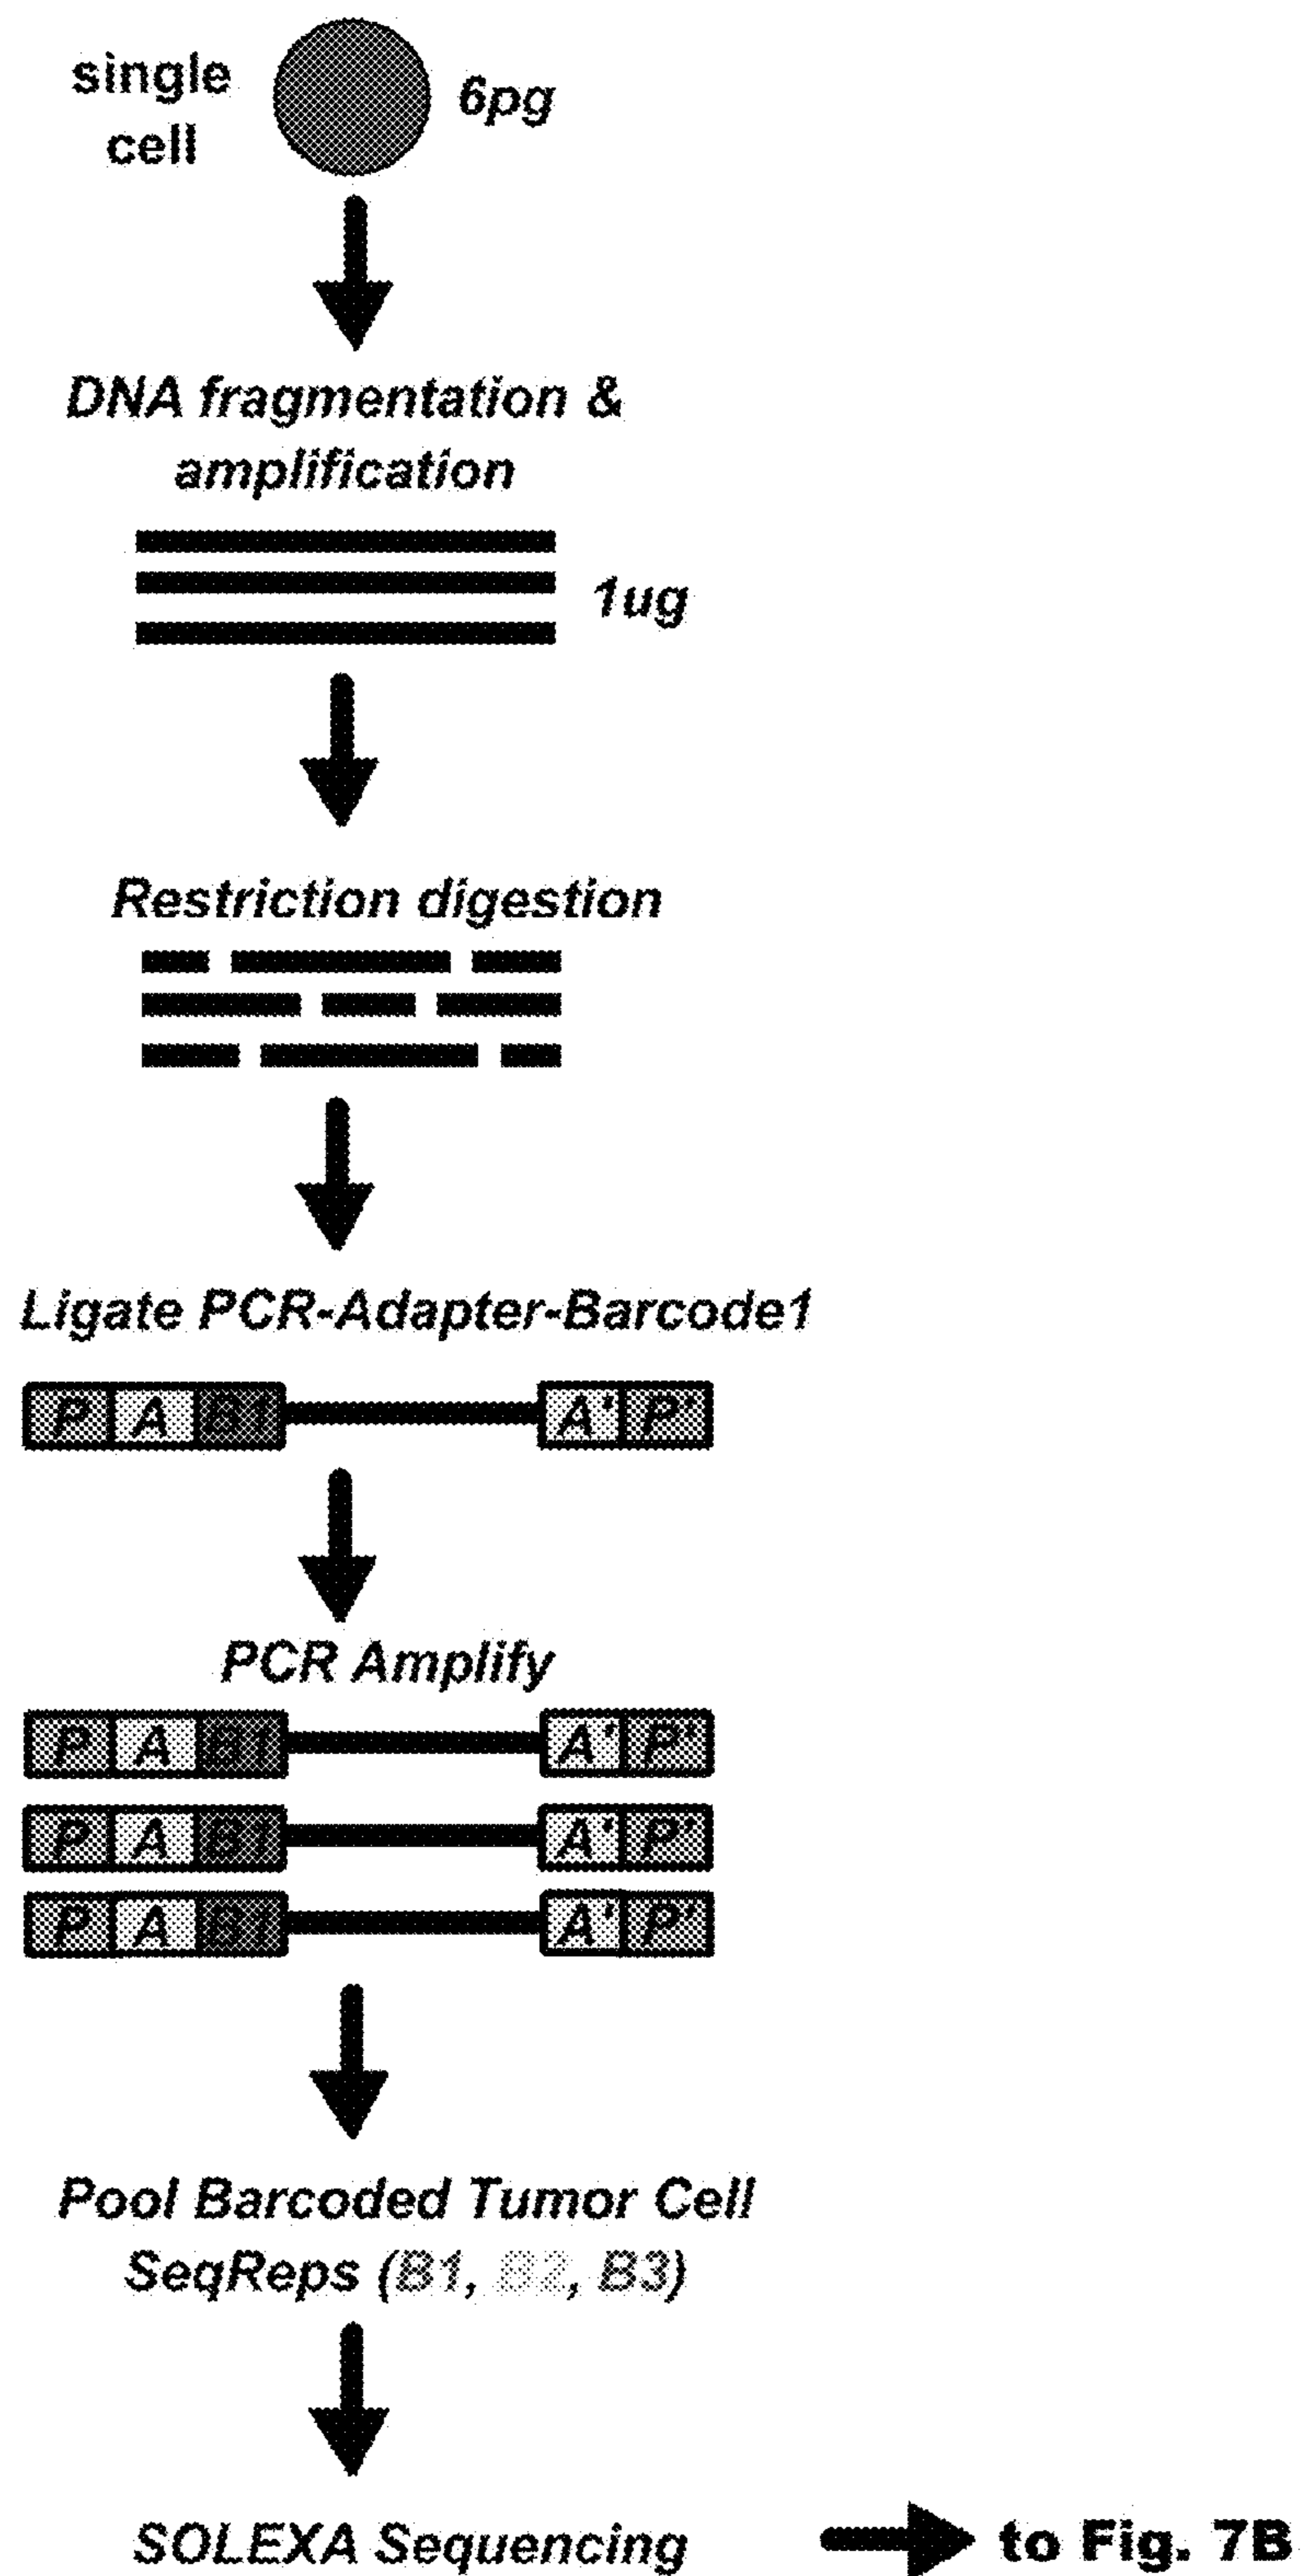 single
cell
6pg
DNA fragmentation &
amplification
1ug
Restriction digestion
Ligate PCR-Adapter-Barcode1
P A B1 A' P'
PCR Amplify
P A B1 A' P'
P A B1 A' P'
P A B1 A' P'
Pool Barcoded Tumor Cell
SeqReps (B1, B2, B3)
SOLEXA Sequencing
to Fig. 7B